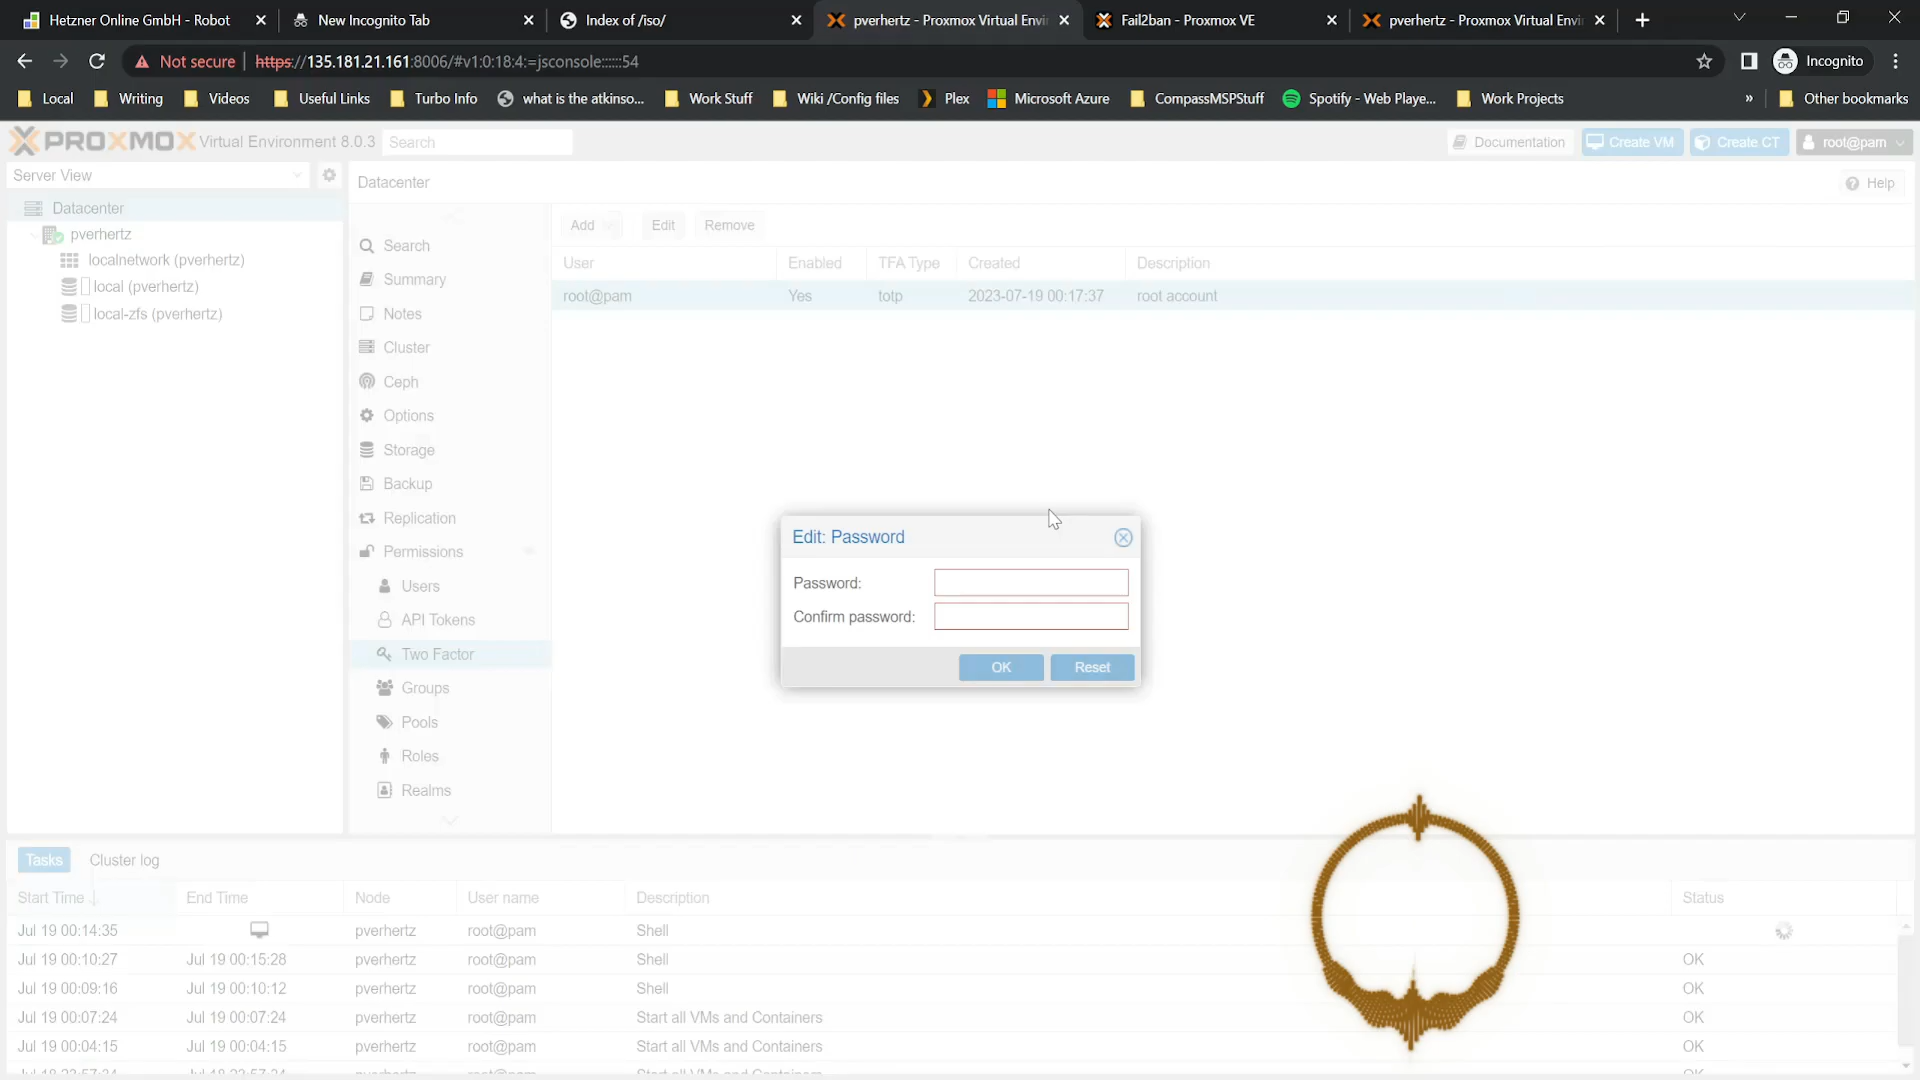 Hetzner Online GmbH - Robot
New Incognito Tab
Index of /iso/
pverhertz - Proxmox Virtual Envi
Fail2ban - Proxmox VE
pverhertz - Proxmox Virtual Envi
Not secure
https://135.181.21.161:8006/#v1:0:18:4:=jsconsole::::::54
Incognito
Local
Writing
Videos
Useful Links
Turbo Info
what is the atkinso...
Work Stuff
Wiki /Config files
Plex
Microsoft Azure
CompassMSPStuff
Spotify - Web Playe...
Work Projects
»
Other bookmarks
PROXMOX Virtual Environment 8.0.3
Search
Documentation
Create VM
Create CT
root@pam
Server View
Datacenter
Help
Datacenter
pverhertz
localnetwork (pverhertz)
local (pverhertz)
local-zfs (pverhertz)
Search
Summary
Notes
Cluster
Ceph
Options
Storage
Backup
Replication
Permissions
Users
API Tokens
Two Factor
Groups
Pools
Roles
Realms
Add
Edit
Remove
User
Enabled
TFA Type
Created
Description
root@pam
Yes
totp
2023-07-19 00:17:37
root account
Edit: Password
Password:
Confirm password:
OK
Reset
Tasks
Cluster log
Start Time
End Time
Node
User name
Description
Status
Jul 19 00:14:35
pverhertz
root@pam
Shell
Jul 19 00:10:27
Jul 19 00:15:28
pverhertz
root@pam
Shell
OK
Jul 19 00:09:16
Jul 19 00:10:12
pverhertz
root@pam
Shell
OK
Jul 19 00:07:24
Jul 19 00:07:24
pverhertz
root@pam
Start all VMs and Containers
OK
Jul 19 00:04:15
Jul 19 00:04:15
pverhertz
root@pam
Start all VMs and Containers
OK